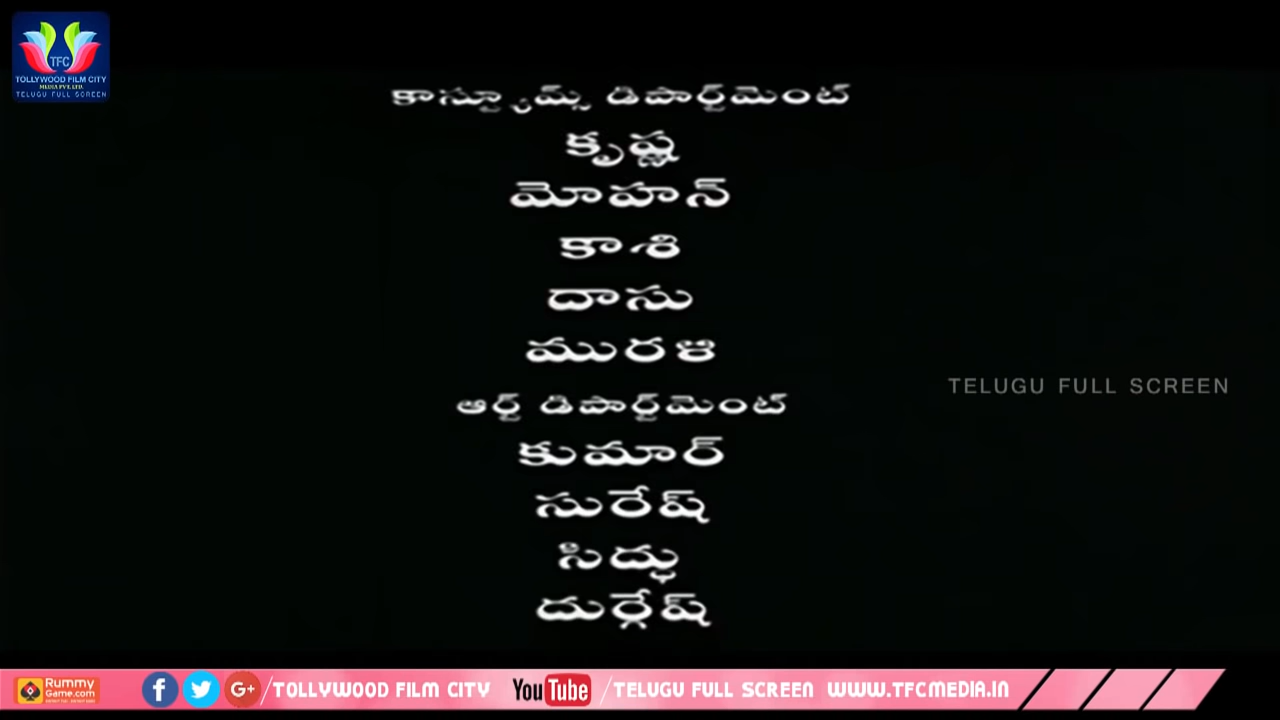 TFC
TOLLYWOOD FILM CITY
MEDIA PVT. LTD.
TELUGU FULL SCREEN
కాస్ట్యూమ్స్ డిపార్ట్‌మెంట్
కృష్ణ
మోహన్
కాశి
దాసు
మురళి
ఆర్ట్ డిపార్ట్‌మెంట్
కుమార్
సురేష్
సిద్ధు
దుర్గేష్
TELUGU FULL SCREEN
Rummy
Game.com
f G+ /TOLLYWOOD FILM CITY YouTube /TELUGU FULL SCREEN WWW.TFCMEDIA.IN